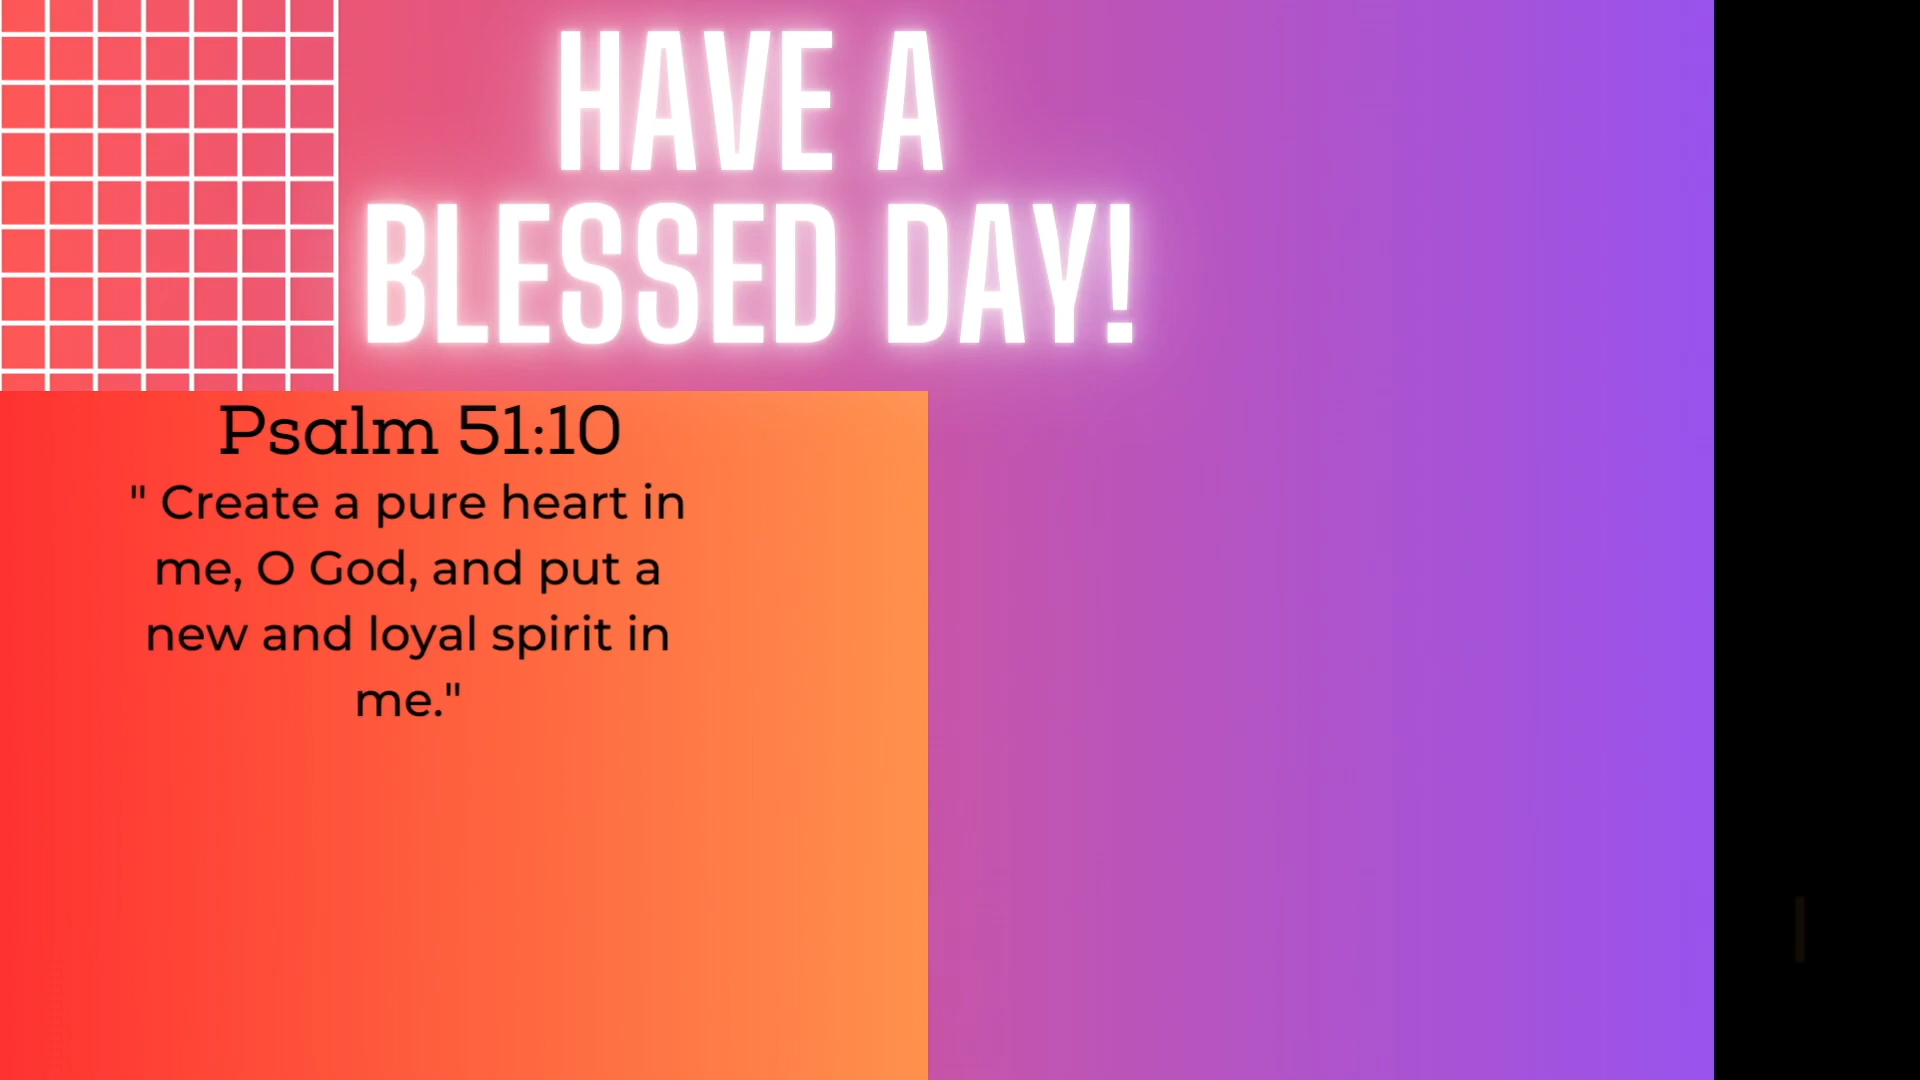 HAVE A
BLESSED DAY!
Psalm 51:10
" Create a pure heart in
me, O God, and put a
new and loyal spirit in
me."